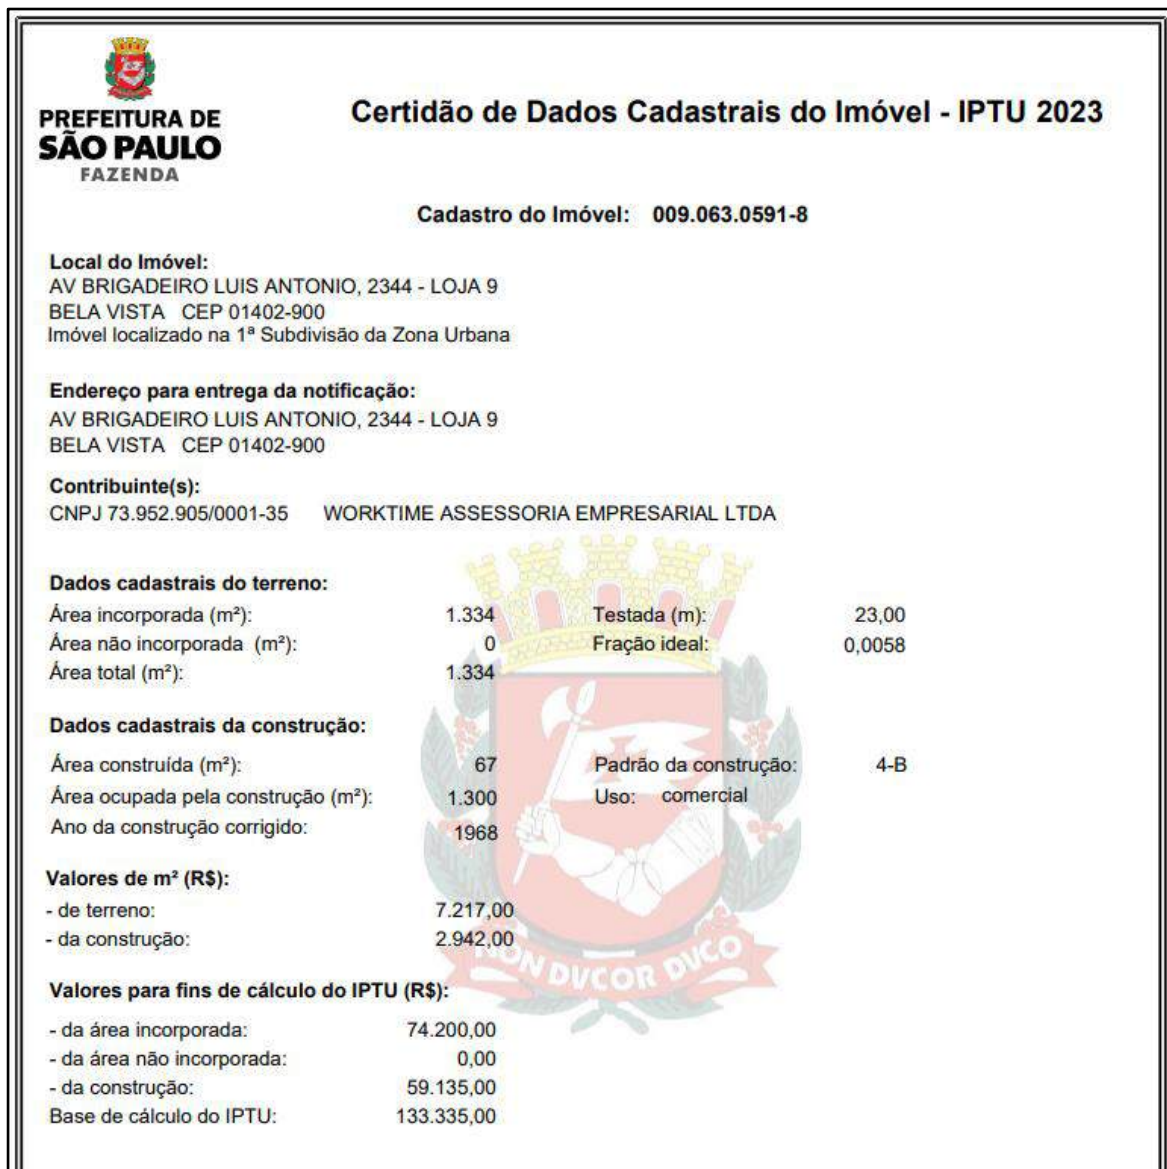 PREFEITURA DE
SÃO PAULO
FAZENDA
Certidão de Dados Cadastrais do Imóvel - IPTU 2023
Cadastro do Imóvel: 009.063.0591-8
Local do Imóvel:
AV BRIGADEIRO LUIS ANTONIO, 2344 - LOJA 9
BELA VISTA CEP 01402-900
Imóvel localizado na 1ª Subdivisão da Zona Urbana
Endereço para entrega da notificação:
AV BRIGADEIRO LUIS ANTONIO, 2344 - LOJA 9
BELA VISTA CEP 01402-900
Contribuinte(s):
CNPJ 73.952.905/0001-35 WORKTIME ASSESSORIA EMPRESARIAL LTDA
Dados cadastrais do terreno:
Área incorporada (m²): 1.334 Testada (m): 23,00
Área não incorporada (m²): 0 Fração ideal: 0,0058
Área total (m²): 1.334
Dados cadastrais da construção:
Área construída (m²): 67 Padrão da construção: 4-B
Área ocupada pela construção (m²): 1.300 Uso: comercial
Ano da construção corrigido: 1968
Valores de m² (R$):
- de terreno: 7.217,00
- da construção: 2.942,00
NON DVCOR DVCO
Valores para fins de cálculo do IPTU (R$):
- da área incorporada: 74.200,00
- da área não incorporada: 0,00
- da construção: 59.135,00
Base de cálculo do IPTU: 133.335,00